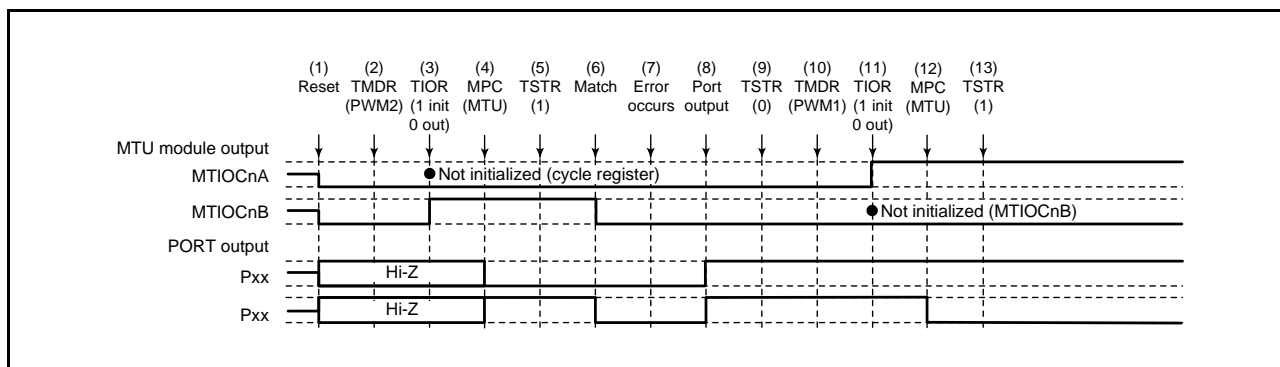 (1) (2) (3) (4) (5) (6) (7) (8) (9) (10) (11) (12) (13)
Reset TMDR TIOR MPC TSTR Match Error Port TSTR TMDR TIOR MPC TSTR
(PWM2) (1 init (MTU) (1) occurs output (0) (PWM1) (1 init (MTU) (1)
0 out) 0 out)
MTU module output
MTIOCnA Not initialized (cycle register)
MTIOCnB Not initialized (MTIOCnB)
PORT output
Pxx Hi-Z
Pxx Hi-Z